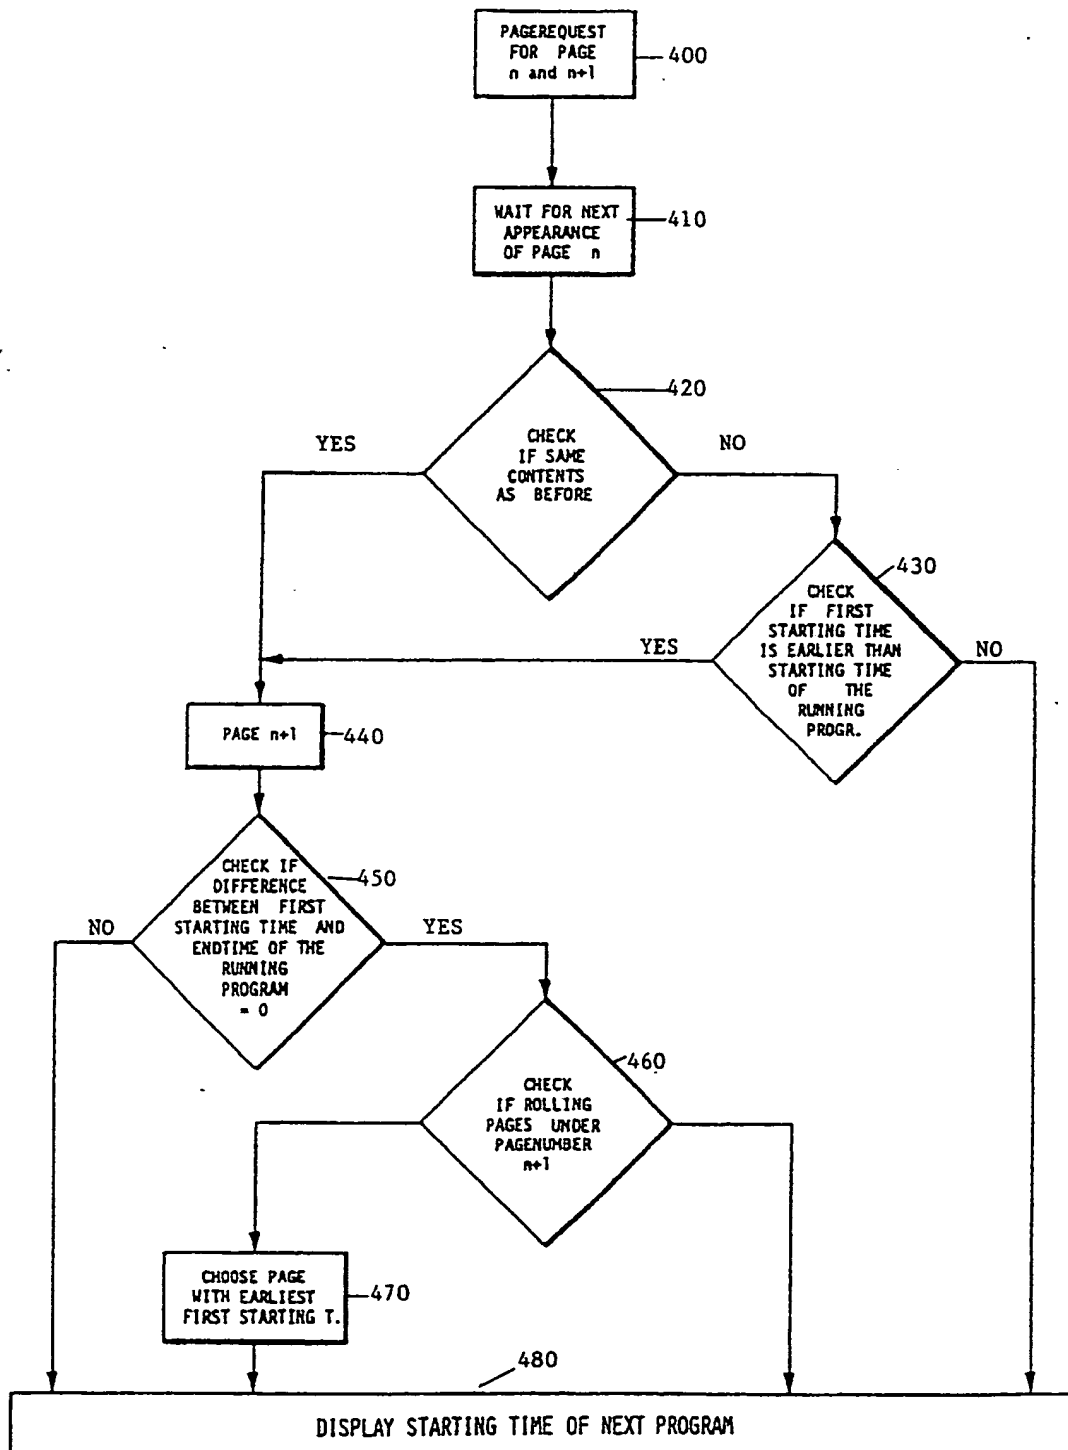 PAGEREQUEST
FOR PAGE
n and n+1
400
WAIT FOR NEXT
APPEARANCE
OF PAGE n
410
420
CHECK
IF SAME
CONTENTS
AS BEFORE
YES
NO
430
CHECK
IF FIRST
STARTING TIME
IS EARLIER THAN
STARTING TIME
OF THE
RUNNING
PROGR.
YES
NO
PAGE n+1
440
CHECK IF
DIFFERENCE
BETWEEN FIRST
STARTING TIME AND
ENDTIME OF THE
RUNNING
PROGRAM
= 0
450
NO
YES
460
CHECK
IF ROLLING
PAGES UNDER
PAGENUMBER
n+1
CHOOSE PAGE
WITH EARLIEST
FIRST STARTING T.
470
480
DISPLAY STARTING TIME OF NEXT PROGRAM